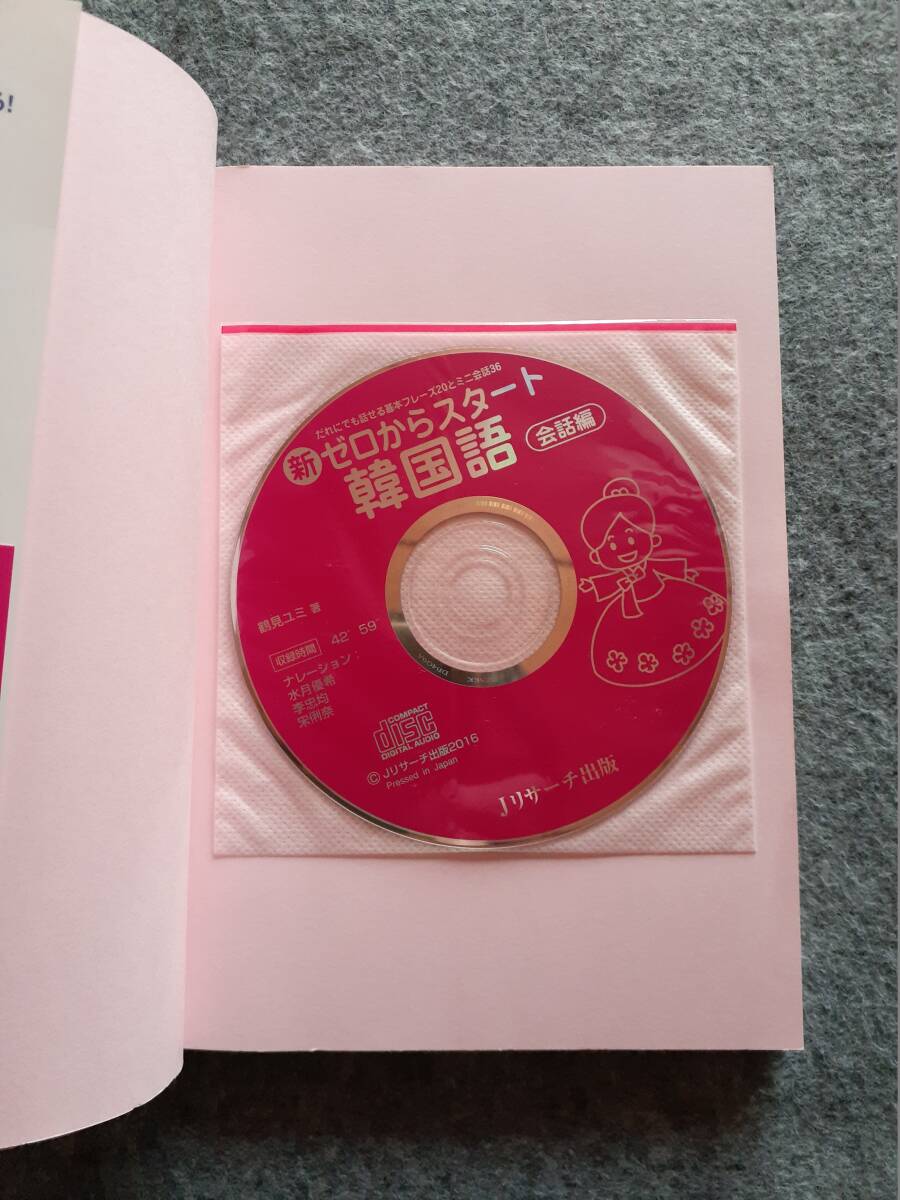 る!
だれにでも話せる基本フレーズ20とミニ会話36
新ゼロからスタート
韓国語 会話編
鶴見ユミ 著
収録時間 42′59″
ナレーション
水月優希
李忠均
宋俐奈
COMPACT
disc
DIGITAL AUDIO
©Jリサーチ出版2016
Pressed in Japan
Jリサーチ出版